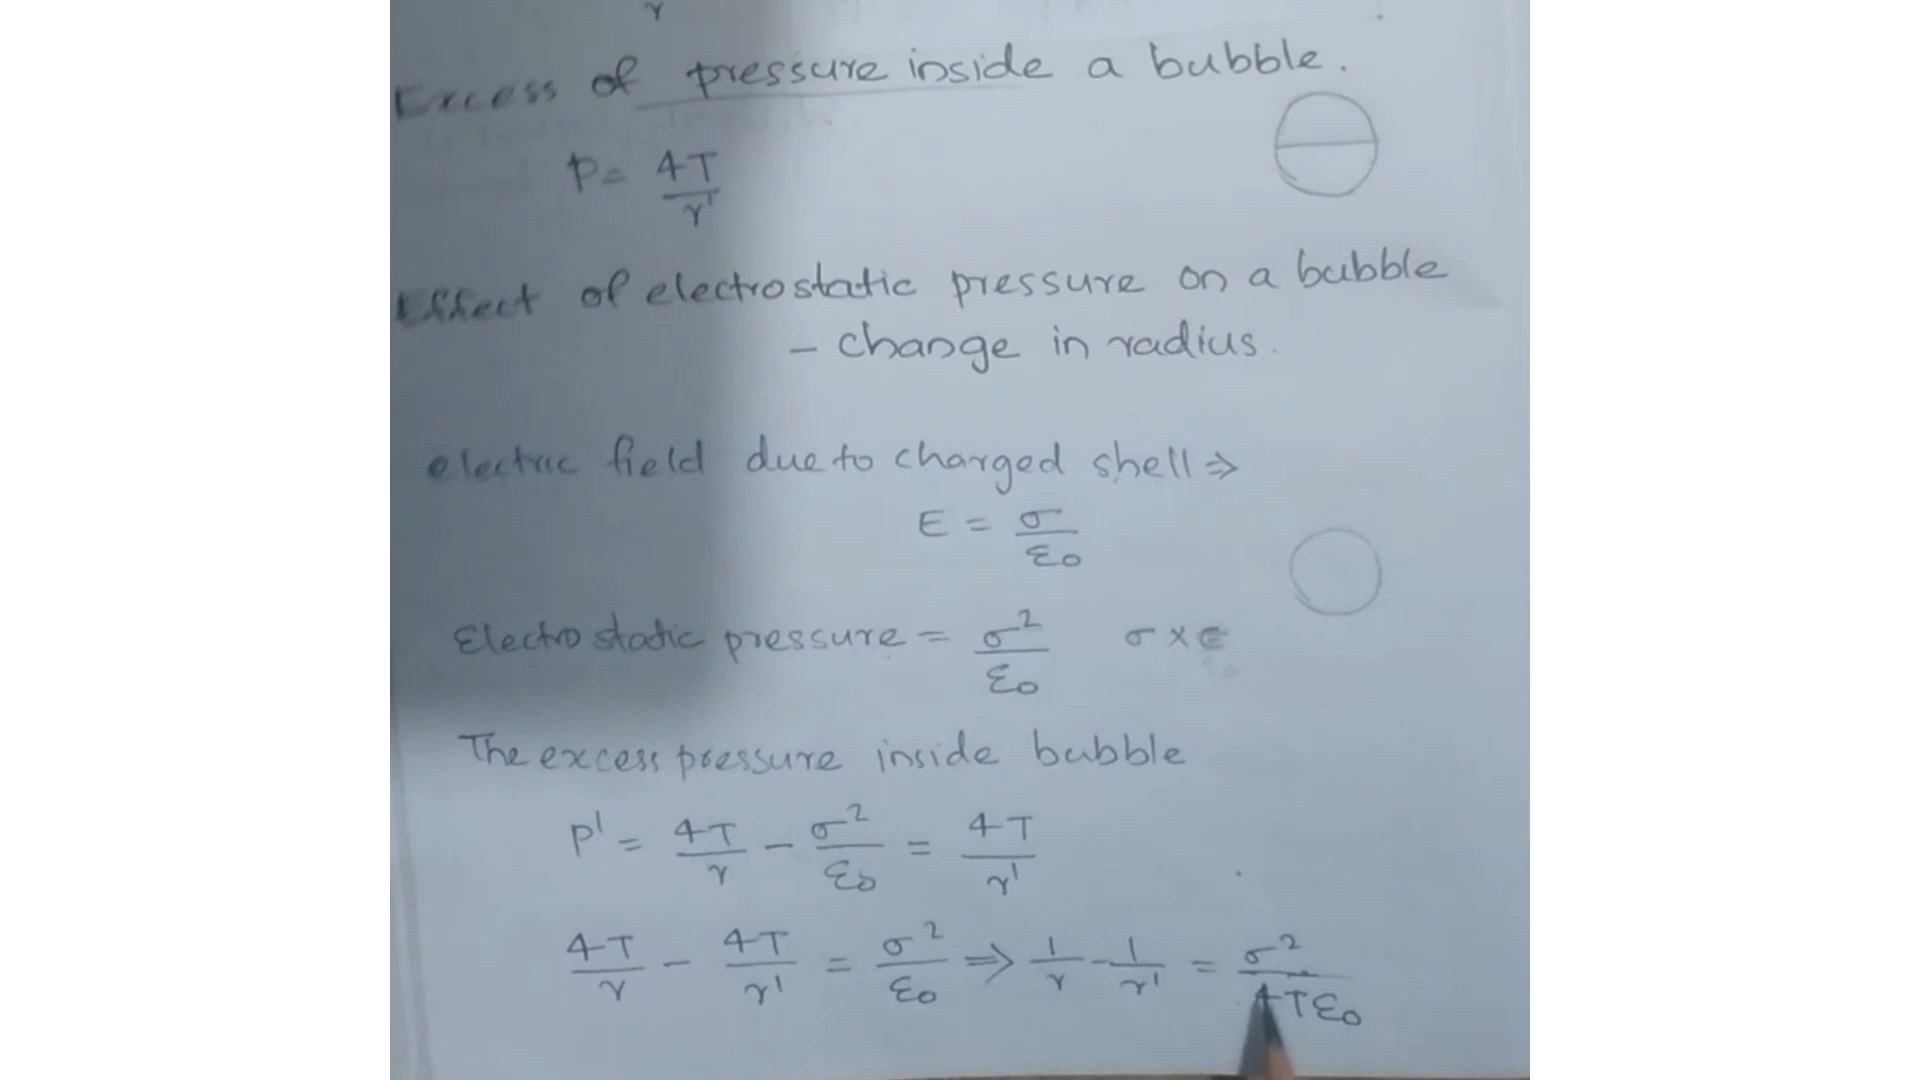 r
Excess of pressure inside a bubble.
P = 4T/r'
Effect of electrostatic pressure on a bubble
- change in radius.
electric field due to charged shell ⇒
E = σ/ε0
Electrostatic pressure = σ²/ε0 σ × E
The excess pressure inside bubble
P' = 4T/r - σ²/ε0 = 4T/r'
4T/r - 4T/r' = σ²/ε0 ⇒ 1/r - 1/r' = σ²/4Tε0